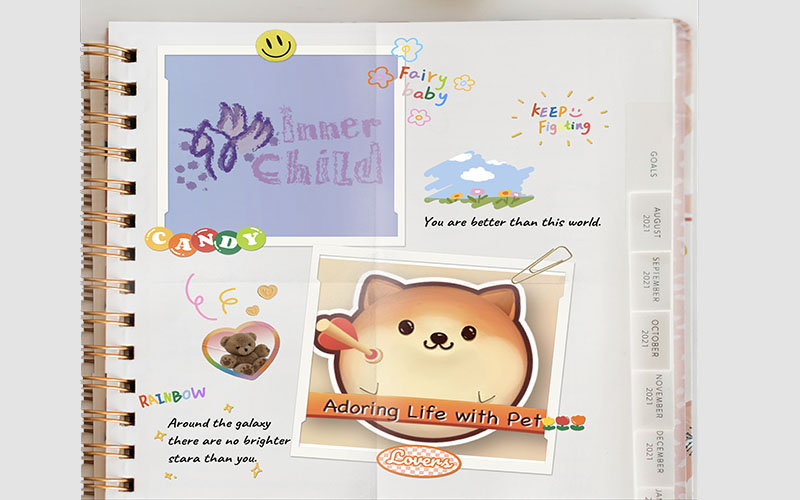 Fairy
baby
inner
child
KEEP
Fighting
You are better than this world.
CANDY
RAINBOW
Around the galaxy
there are no brighter
stara than you.
Adoring Life with Pet
Lovers
GOALS
AUGUST
2021
SEPTEMBER
2021
OCTOBER
2021
NOVEMBER
2021
DECEMBER
2021
JA